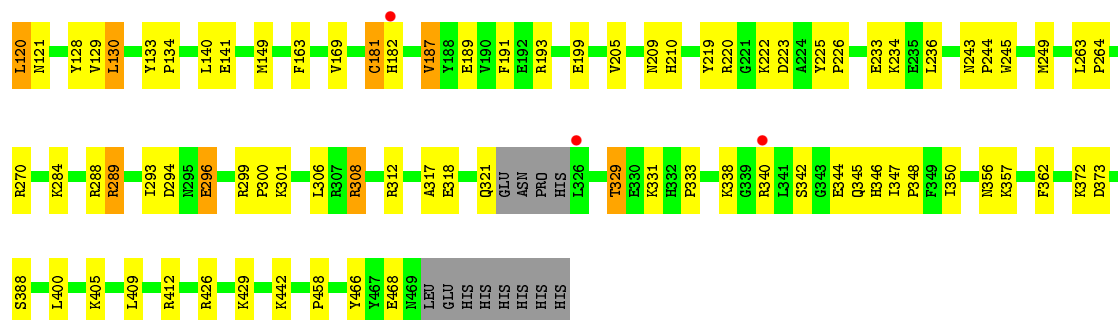 L120 N121 Y128 V129 L130 Y133 P134 L140 E141 M149 F163 V169 C181 H182 V187 Y188 E189 V190 F191 E192 R193 E199 V205 N209 H210 Y219 R220 G221 K222 D223 A224 Y225 P226 E233 K234 E235 L236 N243 P244 W245 M249 L263 P264
R270 K284 R288 R289 I293 D294 N295 E296 R299 P300 K301 L306 R307 R308 R312 A317 E318 Q321 GLU ASN PRO HIS L326 T329 E330 K331 H332 P333 K338 G339 R340 L341 S342 G343 E344 Q345 H346 I347 P348 F349 I350 N356 K357 F362 K372 D373
S388 L400 K405 L409 R412 R426 K429 K442 P458 Y466 Y467 E468 N469 LEU GLU HIS HIS HIS HIS HIS HIS